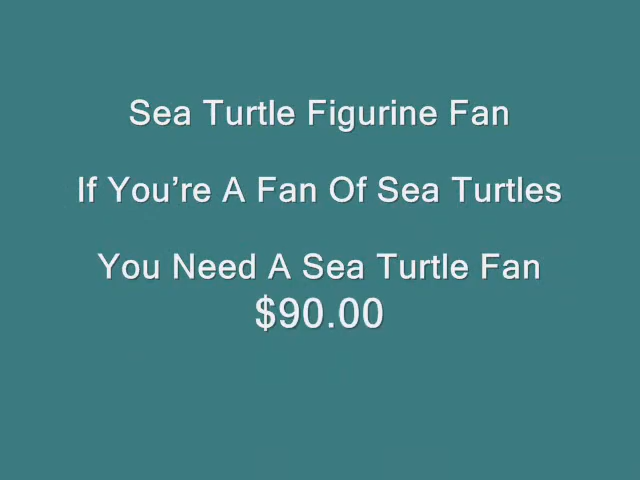 Sea Turtle Figurine Fan
If You’re A Fan Of Sea Turtles
You Need A Sea Turtle Fan
$90.00